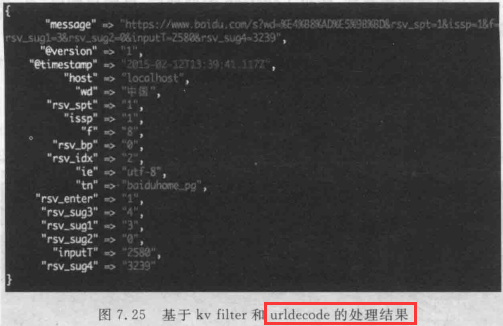 {
"message" => "https://www.baidu.com/s?wd=%E4%B8%AD%E5%9B%BD&rsv_spt=1&issp=1&f=
rsv_sug1=3&rsv_sug2=0&inputT=2580&rsv_sug4=3239",
"@version" => "1",
"@timestamp" => "2015-02-12T13:39:41.117Z",
"host" => "localhost",
"wd" => "中国",
"rsv_spt" => "1",
"issp" => "1",
"f" => "8",
"rsv_bp" => "0",
"rsv_idx" => "2",
"ie" => "utf-8",
"tn" => "baiduhome_pg",
"rsv_enter" => "1",
"rsv_sug3" => "4",
"rsv_sug1" => "3",
"rsv_sug2" => "0",
"inputT" => "2580",
"rsv_sug4" => "3239"
}
图 7.25 基于 kv filter 和 urldecode 的处理结果